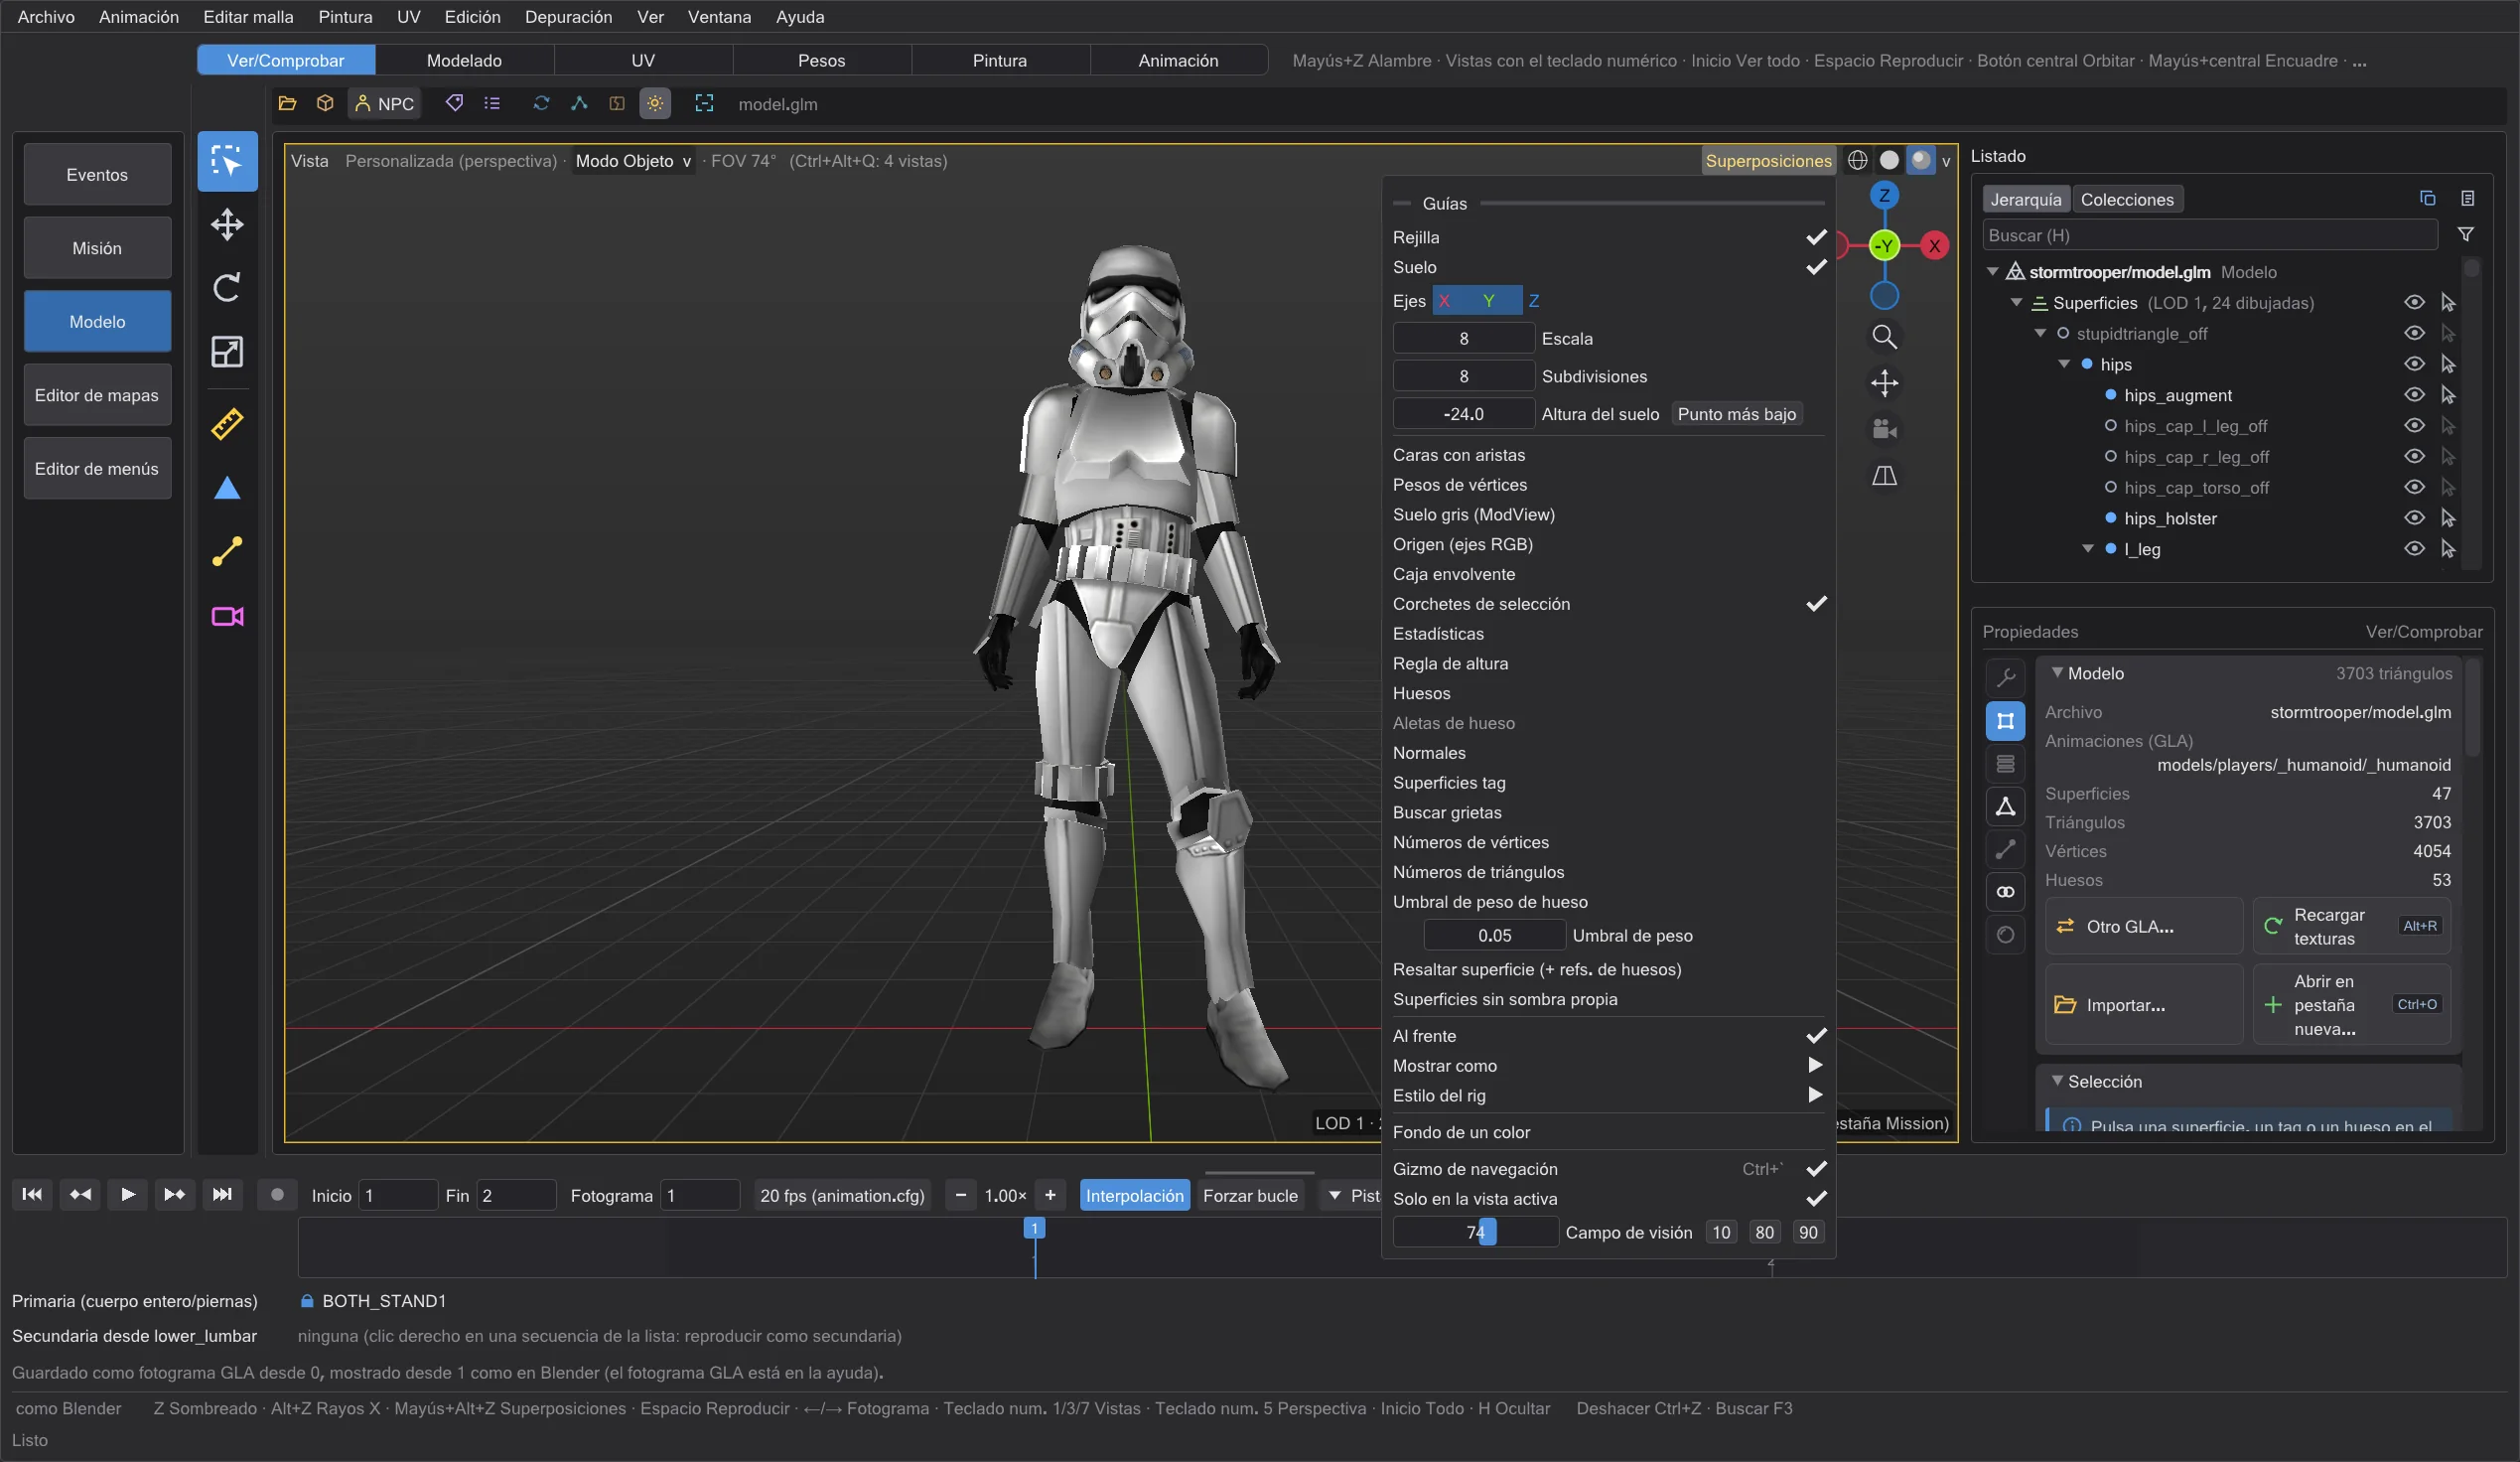 Archivo Animación Editar malla Pintura UV Edición Depuración Ver Ventana Ayuda
Ver/Comprobar Modelado UV Pesos Pintura Animación Mayús+Z Alambre · Vistas con el teclado numérico · Inicio Ver todo · Espacio Reproducir · Botón central Orbitar · Mayús+central Encuadre · ...
NPC model.glm
Eventos
Misión
Modelo
Editor de mapas
Editor de menús
Vista Personalizada (perspectiva) · Modo Objeto v · FOV 74° (Ctrl+Alt+Q: 4 vistas) Superposiciones v
Guías
Rejilla
Suelo
Ejes X Y Z
8 Escala
8 Subdivisiones
-24.0 Altura del suelo Punto más bajo
Caras con aristas
Pesos de vértices
Suelo gris (ModView)
Origen (ejes RGB)
Caja envolvente
Corchetes de selección
Estadísticas
Regla de altura
Huesos
Aletas de hueso
Normales
Superficies tag
Buscar grietas
Números de vértices
Números de triángulos
Umbral de peso de hueso
0.05 Umbral de peso
Resaltar superficie (+ refs. de huesos)
Superficies sin sombra propia
Al frente
Mostrar como
Estilo del rig
Fondo de un color
Gizmo de navegación Ctrl+`
Solo en la vista activa
74 Campo de visión 10 80 90
Z
-Y X
LOD 1 · staña Mission)
Listado
Jerarquía Colecciones
Buscar (H)
stormtrooper/model.glm Modelo
Superficies (LOD 1, 24 dibujadas)
stupidtriangle_off
hips
hips_augment
hips_cap_l_leg_off
hips_cap_r_leg_off
hips_cap_torso_off
hips_holster
l_leg
Propiedades Ver/Comprobar
Modelo 3703 triángulos
Archivo stormtrooper/model.glm
Animaciones (GLA)
models/players/_humanoid/_humanoid
Superficies 47
Triángulos 3703
Vértices 4054
Huesos 53
Otro GLA... Recargar texturas Alt+R
Importar... Abrir en pestaña nueva... Ctrl+O
Selección
Pulsa una superficie, un tag o un hueso en el
Inicio 1 Fin 2 Fotograma 1 20 fps (animation.cfg) − 1.00× + Interpolación Forzar bucle Pist
1 2
Primaria (cuerpo entero/piernas) BOTH_STAND1
Secundaria desde lower_lumbar ninguna (clic derecho en una secuencia de la lista: reproducir como secundaria)
Guardado como fotograma GLA desde 0, mostrado desde 1 como en Blender (el fotograma GLA está en la ayuda).
como Blender Z Sombreado · Alt+Z Rayos X · Mayús+Alt+Z Superposiciones · Espacio Reproducir · ←/→ Fotograma · Teclado num. 1/3/7 Vistas · Teclado num. 5 Perspectiva · Inicio Todo · H Ocultar Deshacer Ctrl+Z · Buscar F3
Listo